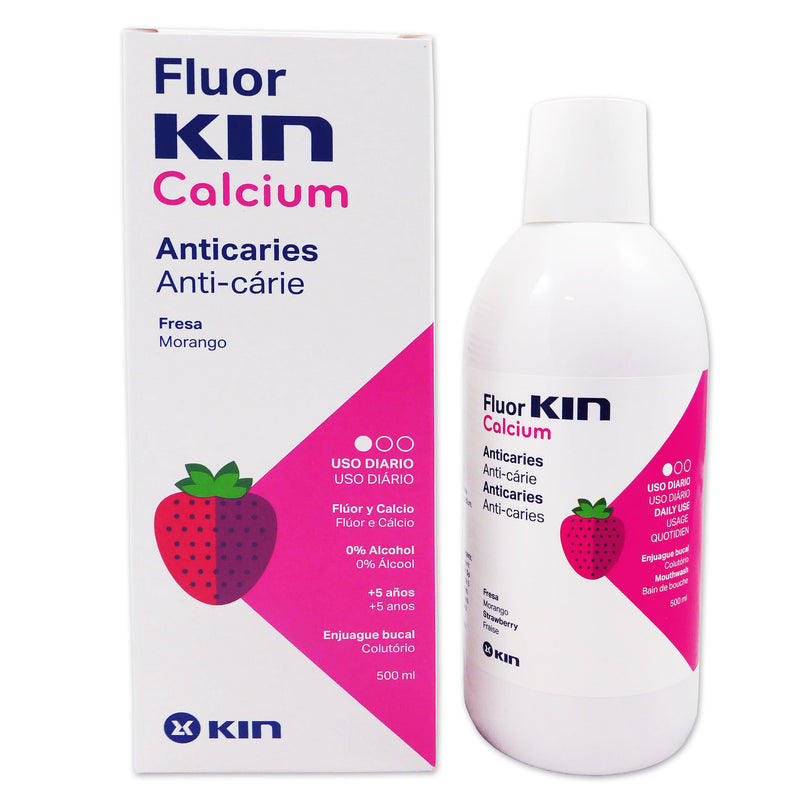 Fluor
KIN
Calcium
Anticaries
Anti-cárie
Fresa
Morango
USO DIARIO
USO DIÁRIO
Flúor y Calcio
Flúor e Cálcio
0% Alcohol
0% Álcool
+5 años
+5 anos
Enjuague bucal
Colutório
500 ml
KIN
Fluor KIN
Calcium
Anticaries
Anti-cárie
Anticaries
Anti-caries
USO DIARIO
USO DIÁRIO
DAILY USE
USAGE
QUOTIDIEN
Enjuague bucal
Colutório
Mouthwash
Bain de bouche
500 ml
Fresa
Morango
Strawberry
Fraise
KIN